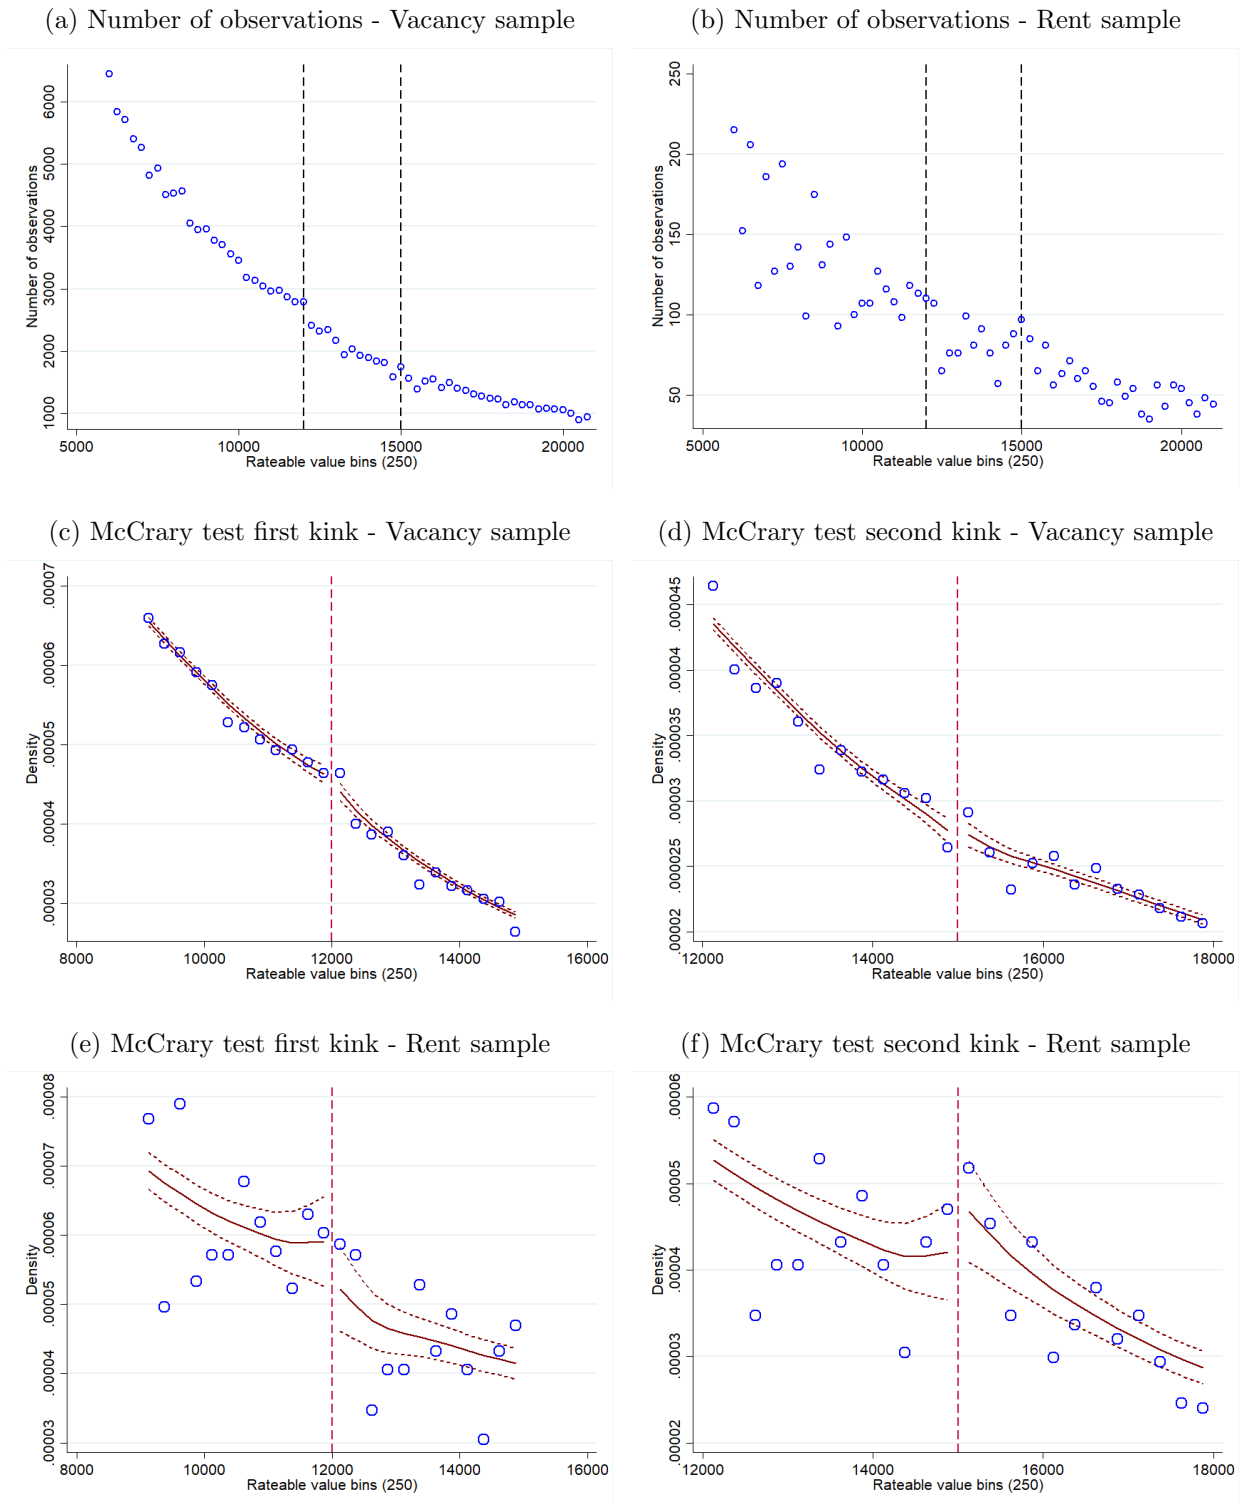 (a) Number of observations - Vacancy sample
Number of observations
1000 2000 3000 4000 5000 6000
5000 10000 15000 20000
Rateable value bins (250)
(b) Number of observations - Rent sample
Number of observations
50 100 150 200 250
5000 10000 15000 20000
Rateable value bins (250)
(c) McCrary test first kink - Vacancy sample
Density
.00003 .00004 .00005 .00006 .00007
8000 10000 12000 14000 16000
Rateable value bins (250)
(d) McCrary test second kink - Vacancy sample
Density
.00002 .000025 .00003 .000035 .00004 .000045
12000 14000 16000 18000
Rateable value bins (250)
(e) McCrary test first kink - Rent sample
Density
.00003 .00004 .00005 .00006 .00007 .00008
8000 10000 12000 14000 16000
Rateable value bins (250)
(f) McCrary test second kink - Rent sample
Density
.00002 .00003 .00004 .00005 .00006
12000 14000 16000 18000
Rateable value bins (250)